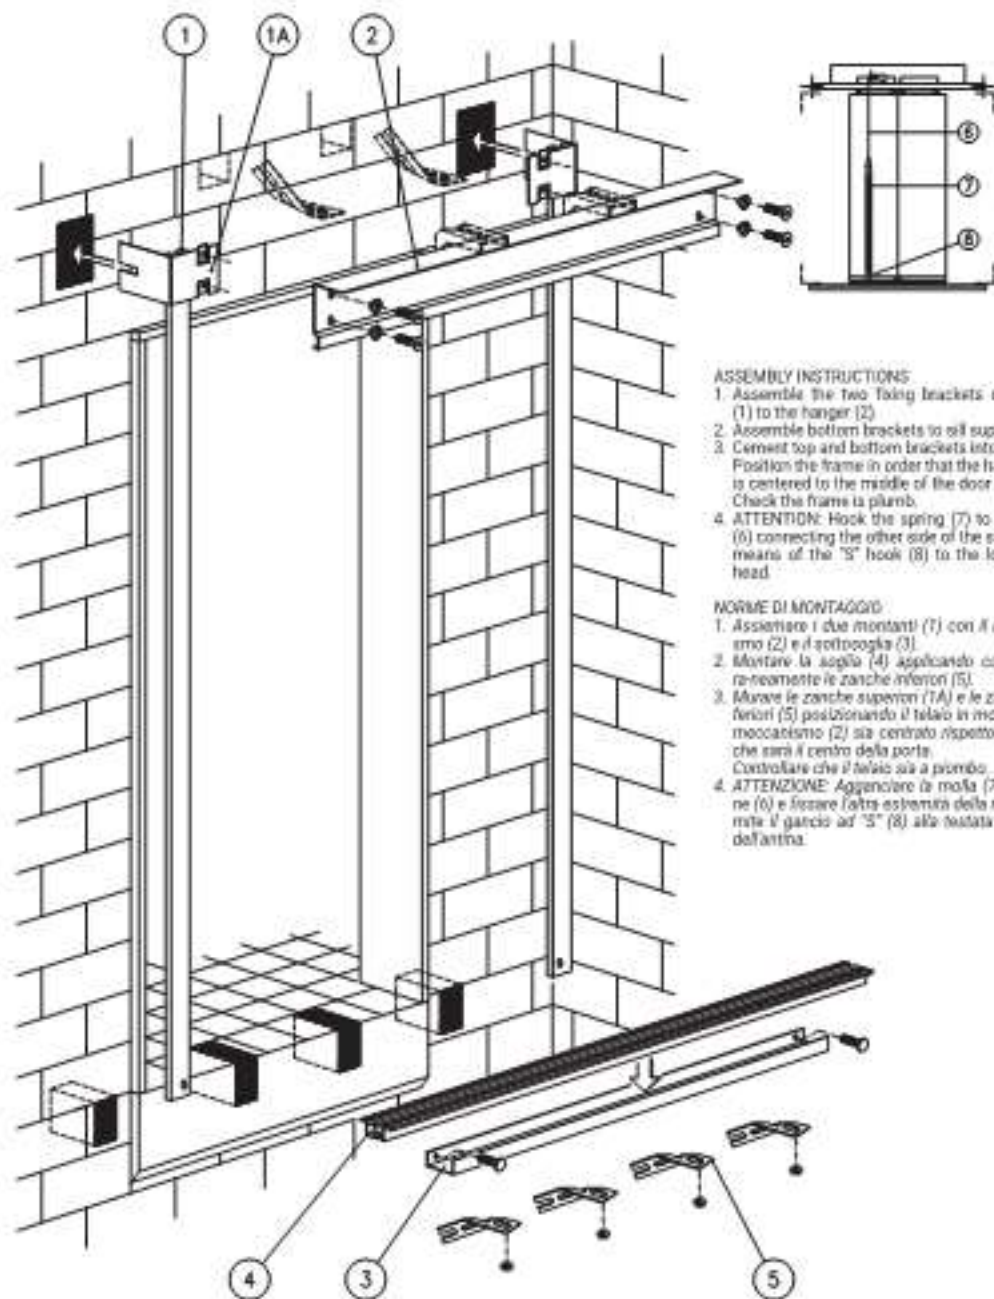 1
1A
2
6
7
8
ASSEMBLY INSTRUCTIONS
1. Assemble the two fixing brackets
(1) to the hanger (2)
2. Assemble bottom brackets to sill sup
3. Cement top and bottom brackets into
Position the frame in order that the ha
is centered to the middle of the door
Check the frame is plumb.
4. ATTENTION: Hook the spring (7) to
(6) connecting the other side of the s
means of the "S" hook (8) to the lo
head.
NORME DI MONTAGGIO
1. Assiemare i due montanti (1) con il
smo (2) e il sottosoglia (3).
2. Montare la soglia (4) applicando co
ra-neamente le zanche inferiori (5).
3. Murare le zanche superiori (1A) e le z
feriori (5) posizionando il telaio in mo
meccanismo (2) sia centrato rispetto
che sarà il centro della porta.
Controllare che il telaio sia a piombo.
4. ATTENZIONE: Agganciare la molla (7
ne (6) e fissare l'altra estremità della
mite il gancio ad "S" (8) alla testata
dell'antina.
4
3
5